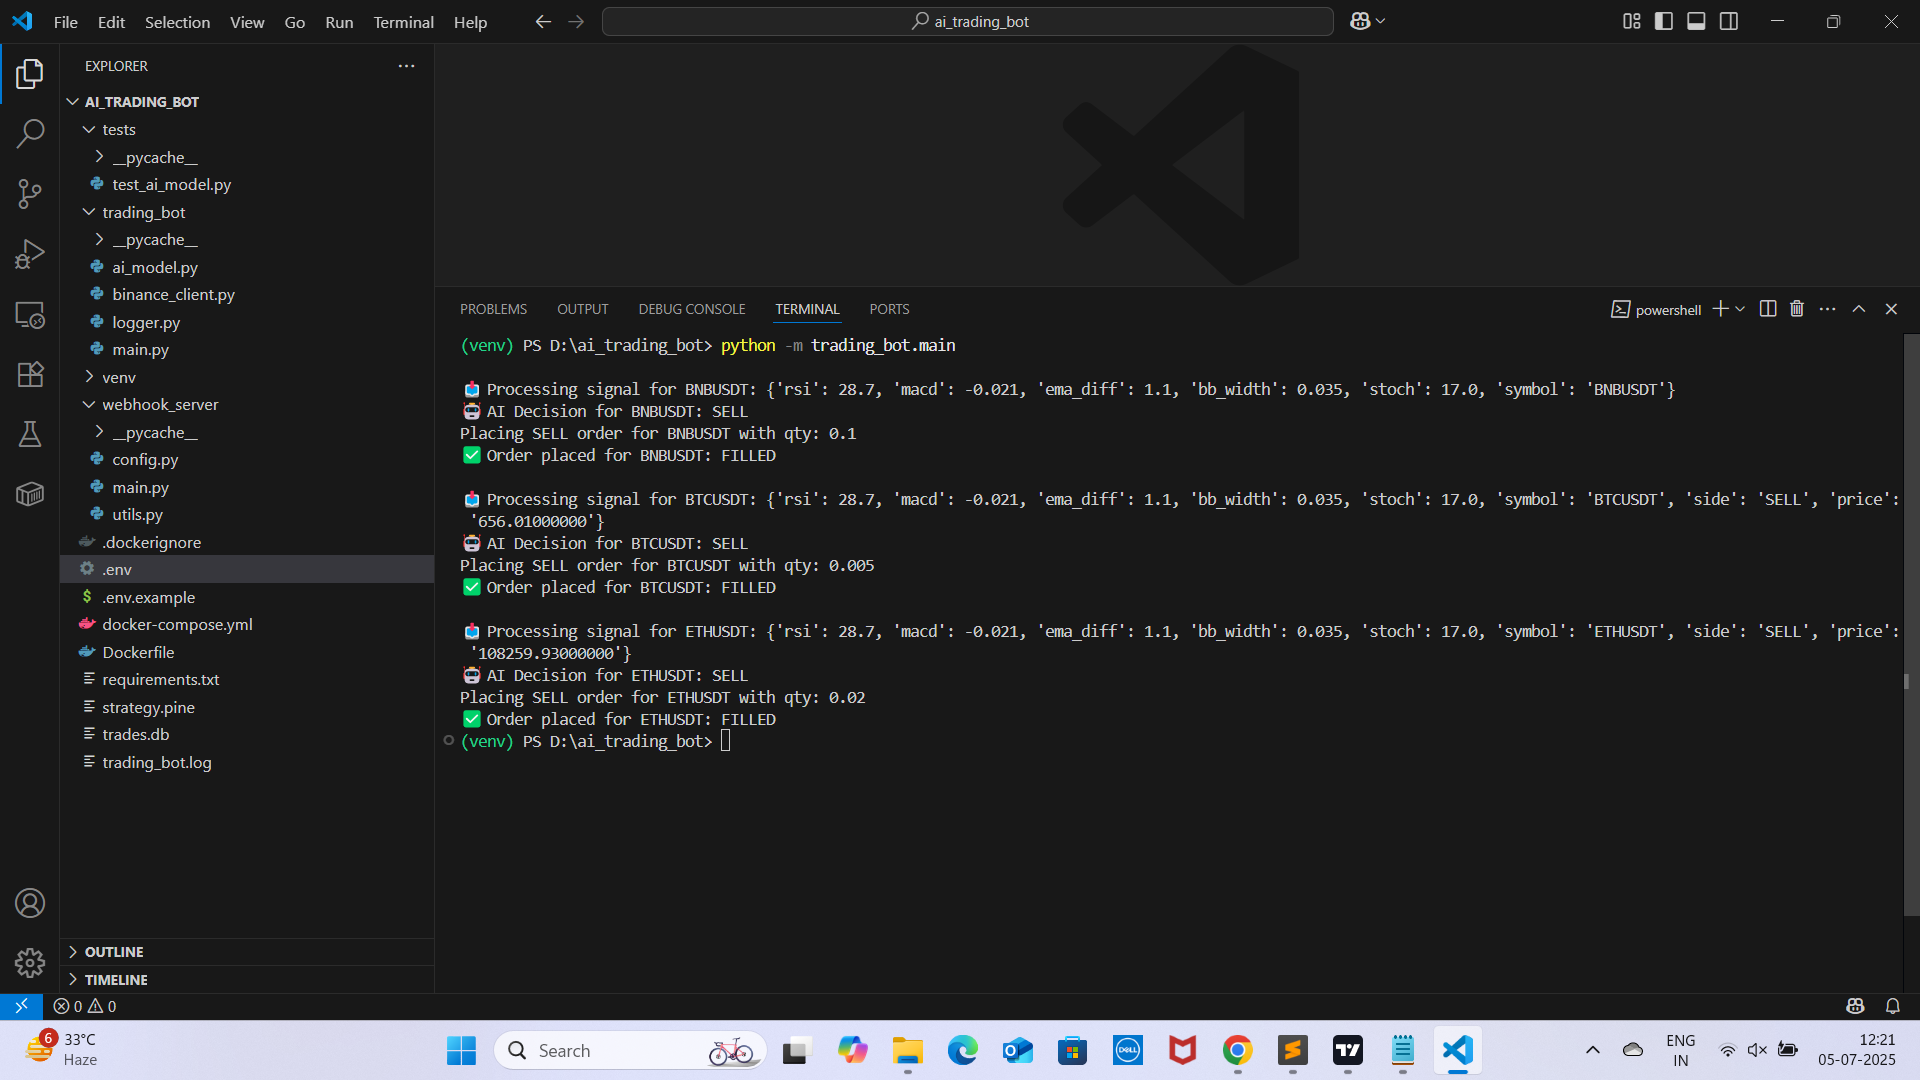 File Edit Selection View Go Run Terminal Help
ai_trading_bot
EXPLORER
AI_TRADING_BOT
tests
__pycache__
test_ai_model.py
trading_bot
__pycache__
ai_model.py
binance_client.py
logger.py
main.py
venv
webhook_server
__pycache__
config.py
main.py
utils.py
.dockerignore
.env
.env.example
docker-compose.yml
Dockerfile
requirements.txt
strategy.pine
trades.db
trading_bot.log
OUTLINE
TIMELINE
PROBLEMS OUTPUT DEBUG CONSOLE TERMINAL PORTS
powershell
(venv) PS D:\ai_trading_bot> python -m trading_bot.main
Processing signal for BNBUSDT: {'rsi': 28.7, 'macd': -0.021, 'ema_diff': 1.1, 'bb_width': 0.035, 'stoch': 17.0, 'symbol': 'BNBUSDT'}
AI Decision for BNBUSDT: SELL
Placing SELL order for BNBUSDT with qty: 0.1
✅ Order placed for BNBUSDT: FILLED
Processing signal for BTCUSDT: {'rsi': 28.7, 'macd': -0.021, 'ema_diff': 1.1, 'bb_width': 0.035, 'stoch': 17.0, 'symbol': 'BTCUSDT', 'side': 'SELL', 'price':
'656.01000000'}
AI Decision for BTCUSDT: SELL
Placing SELL order for BTCUSDT with qty: 0.005
✅ Order placed for BTCUSDT: FILLED
Processing signal for ETHUSDT: {'rsi': 28.7, 'macd': -0.021, 'ema_diff': 1.1, 'bb_width': 0.035, 'stoch': 17.0, 'symbol': 'ETHUSDT', 'side': 'SELL', 'price':
'108259.93000000'}
AI Decision for ETHUSDT: SELL
Placing SELL order for ETHUSDT with qty: 0.02
✅ Order placed for ETHUSDT: FILLED
(venv) PS D:\ai_trading_bot>
0 0
6
33°C
Haze
Search
DELL
ENG
IN
12:21
05-07-2025